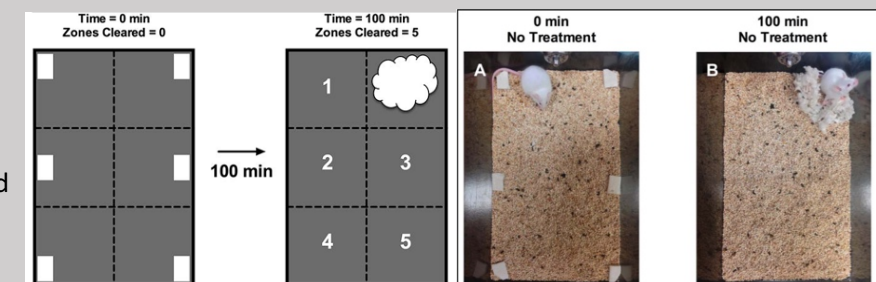 Time = 0 min
Zones Cleared = 0
100 min
Time = 100 min
Zones Cleared = 5
1
2
3
4
5
0 min
No Treatment
A
100 min
No Treatment
B